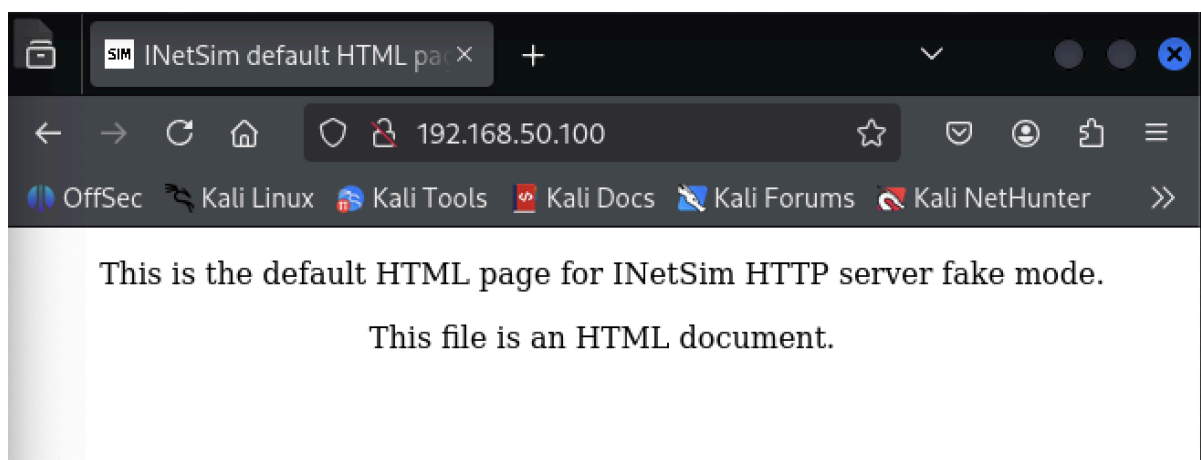 SIM INetSim default HTML pa
192.168.50.100
OffSec Kali Linux Kali Tools Kali Docs Kali Forums Kali NetHunter
This is the default HTML page for INetSim HTTP server fake mode.
This file is an HTML document.